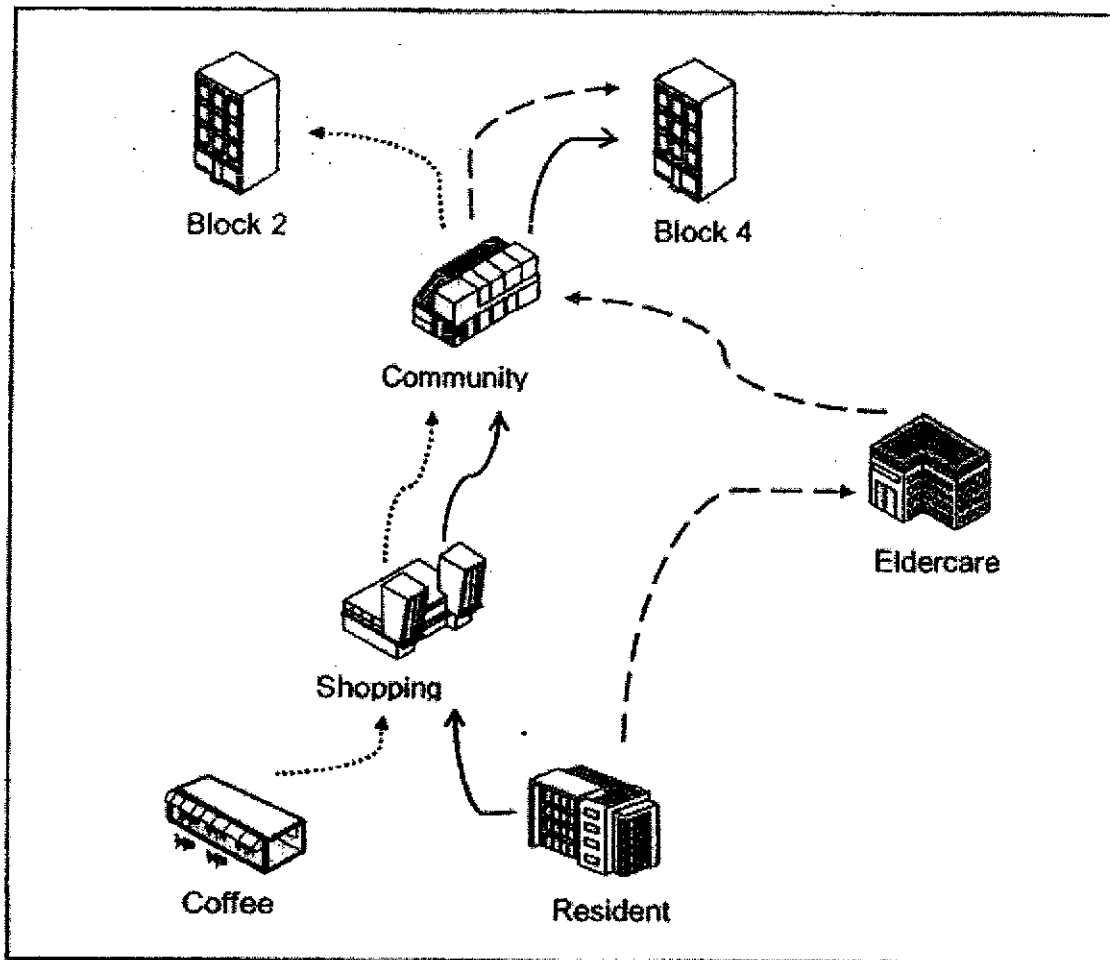 Block 2
Block 4
Community
Eldercare
Shopping
Coffee
Resident